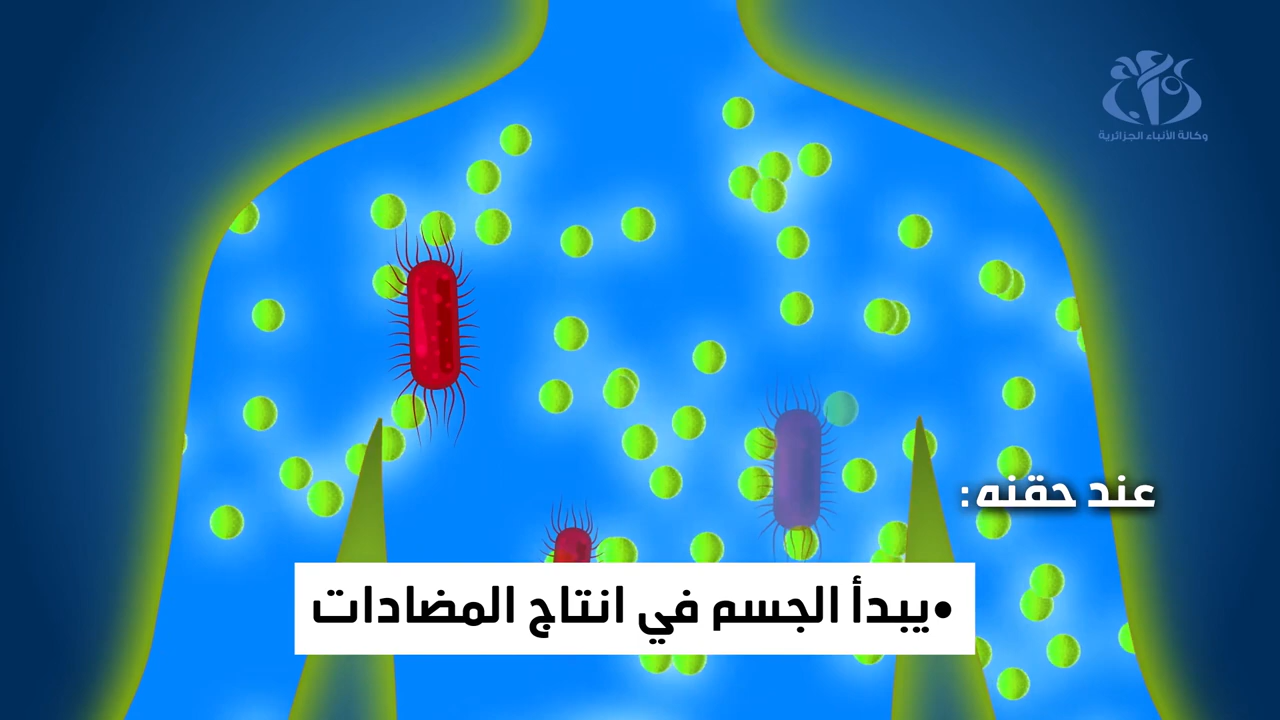 وكالة الأنباء الجزائرية
عند حقنه:
•يبدأ الجسم في انتاج المضادات